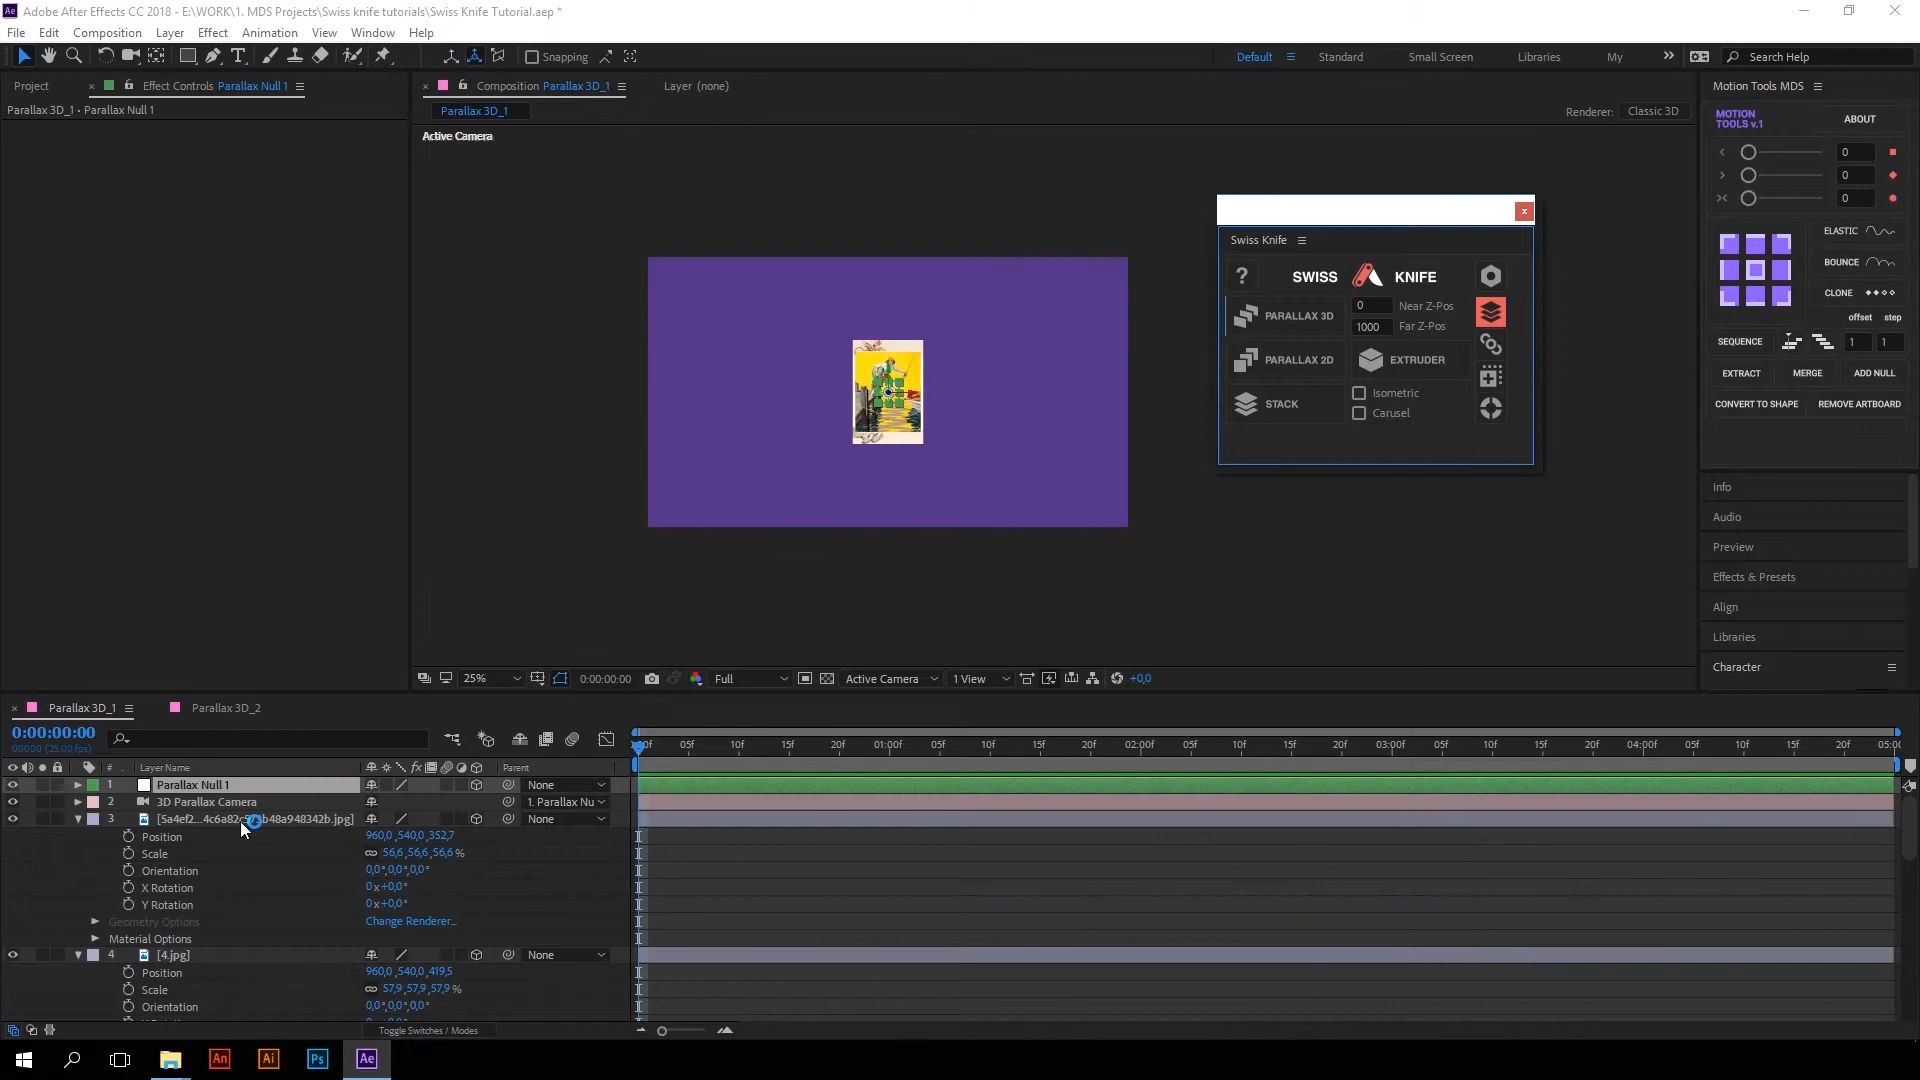 Adobe After Effects CC 2018 - E:\WORK\1. MDS Projects\Swiss knife tutorials\Swiss Knife Tutorial.aep *
File Edit Composition Layer Effect Animation View Window Help
Snapping
Default Standard Small Screen Libraries My Search Help
Project Effect Controls Parallax Null 1
Parallax 3D_1 • Parallax Null 1
Composition Parallax 3D_1 Layer (none)
Parallax 3D_1
Renderer: Classic 3D
Active Camera
Motion Tools MDS
MOTION
TOOLS v.1
ABOUT
0
0
0
ELASTIC
BOUNCE
CLONE
offset step
SEQUENCE 1 1
EXTRACT MERGE ADD NULL
CONVERT TO SHAPE REMOVE ARTBOARD
Swiss Knife
? SWISS KNIFE
PARALLAX 3D 0 Near Z-Pos
1000 Far Z-Pos
PARALLAX 2D EXTRUDER
STACK Isometric
Carusel
Info
Audio
Preview
Effects & Presets
Align
Libraries
Character
25% 0:00:00:00 Full Active Camera 1 View +0,0
Parallax 3D_1 Parallax 3D_2
0:00:00:00
00000 (25.00 fps)
05f 10f 15f 20f 01:00f 05f 10f 15f 20f 02:00f 05f 10f 15f 20f 03:00f 05f 10f 15f 20f 04:00f 05f 10f 15f 20f 05:00
# Layer Name fx Parent
1 Parallax Null 1 None
2 3D Parallax Camera 1. Parallax Nu
3 None
Position 960,0,540,0,352,7
Scale 56,6,56,6,56,6%
Orientation 0,0°,0,0°,0,0°
X Rotation 0x+0,0°
Y Rotation 0x+0,0°
Geometry Options Change Renderer...
Material Options
4 [4.jpg] None
Position 960,0,540,0,419,5
Scale 57,9,57,9,57,9%
Orientation 0,0°,0,0°,0,0°
Toggle Switches / Modes
An Ai Ps Ae